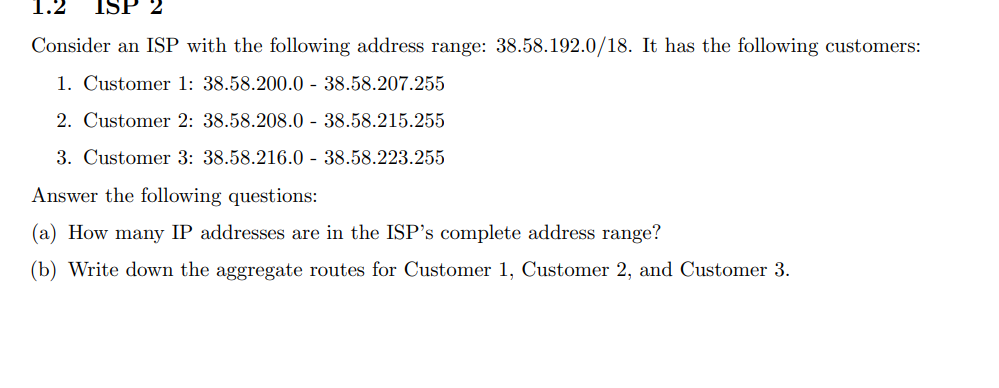 1.2 ISP 2
Consider an ISP with the following address range: 38.58.192.0/18. It has the following customers:
1. Customer 1: 38.58.200.0 - 38.58.207.255
2. Customer 2: 38.58.208.0 - 38.58.215.255
3. Customer 3: 38.58.216.0 - 38.58.223.255
Answer the following questions:
(a) How many IP addresses are in the ISP’s complete address range?
(b) Write down the aggregate routes for Customer 1, Customer 2, and Customer 3.